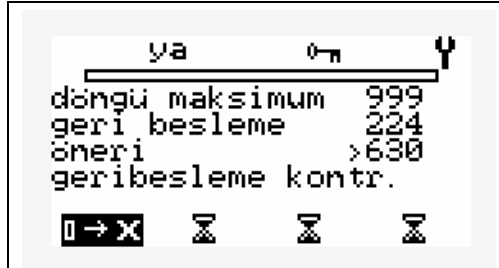 ya
döngü maksimum 999
geri besleme 224
öneri >630
geribesleme kontr.